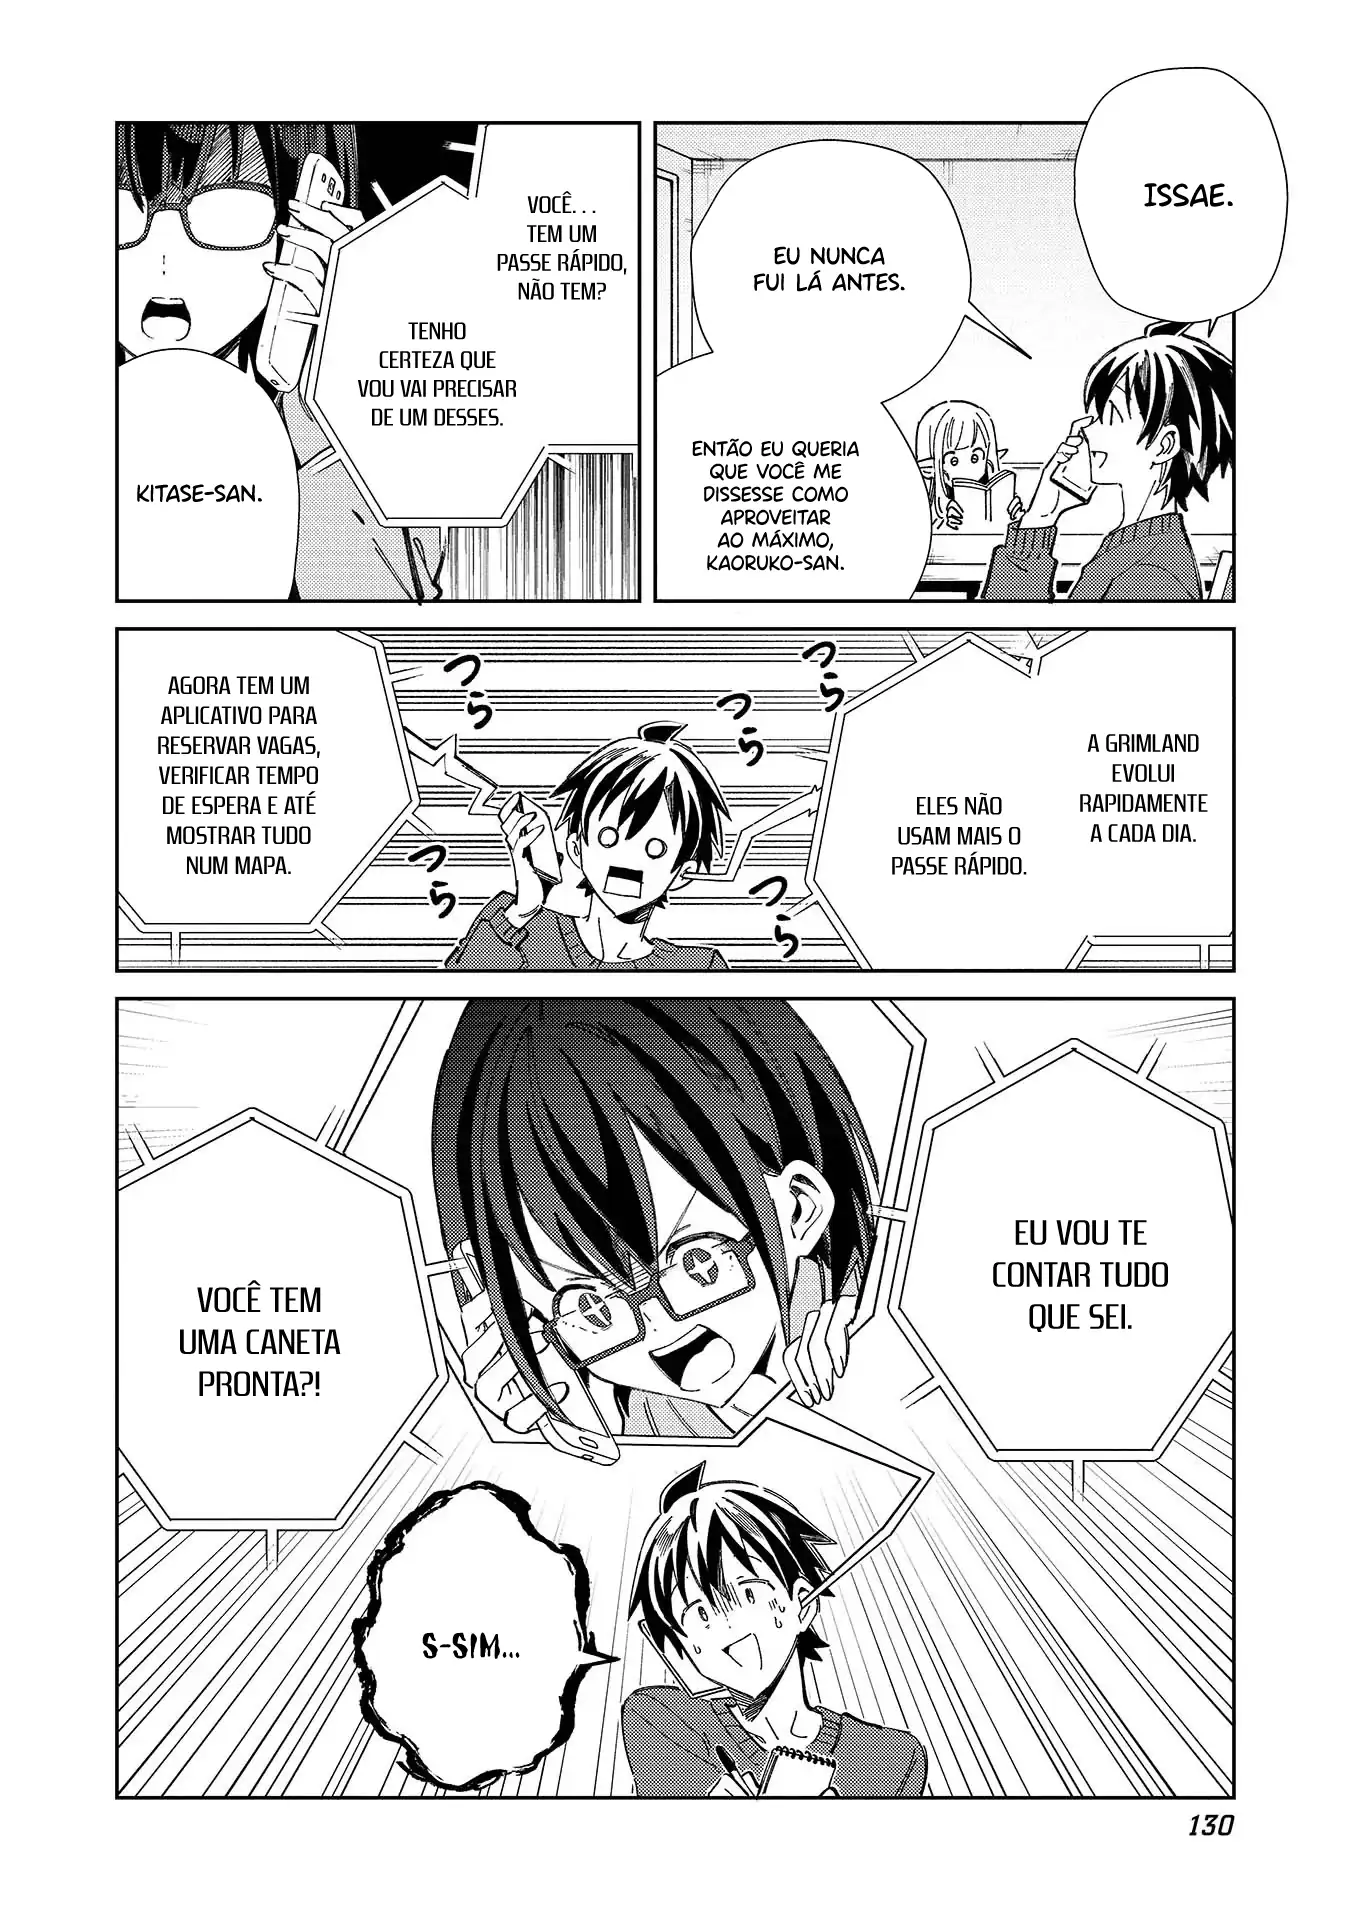 ISSAE.
EU NUNCA
FUI LÁ ANTES.
ENTÃO EU QUERIA
QUE VOCÊ ME
DISSESSE COMO
APROVEITAR
AO MÁXIMO,
KAORUKO-SAN.
VOCÊ...
TEM UM
PASSE RÁPIDO,
NÃO TEM?
TENHO
CERTEZA QUE
VOU VAI PRECISAR
DE UM DESSES.
KITASE-SAN.
A GRIMLAND
EVOLUI
RAPIDAMENTE
A CADA DIA.
ELES NÃO
USAM MAIS O
PASSE RÁPIDO.
つら
つら
つら
つら
つら
AGORA TEM UM
APLICATIVO PARA
RESERVAR VAGAS,
VERIFICAR TEMPO
DE ESPERA E ATÉ
MOSTRAR TUDO
NUM MAPA.
EU VOU TE
CONTAR TUDO
QUE SEI.
VOCÊ TEM
UMA CANETA
PRONTA?!
S-SIM...
130